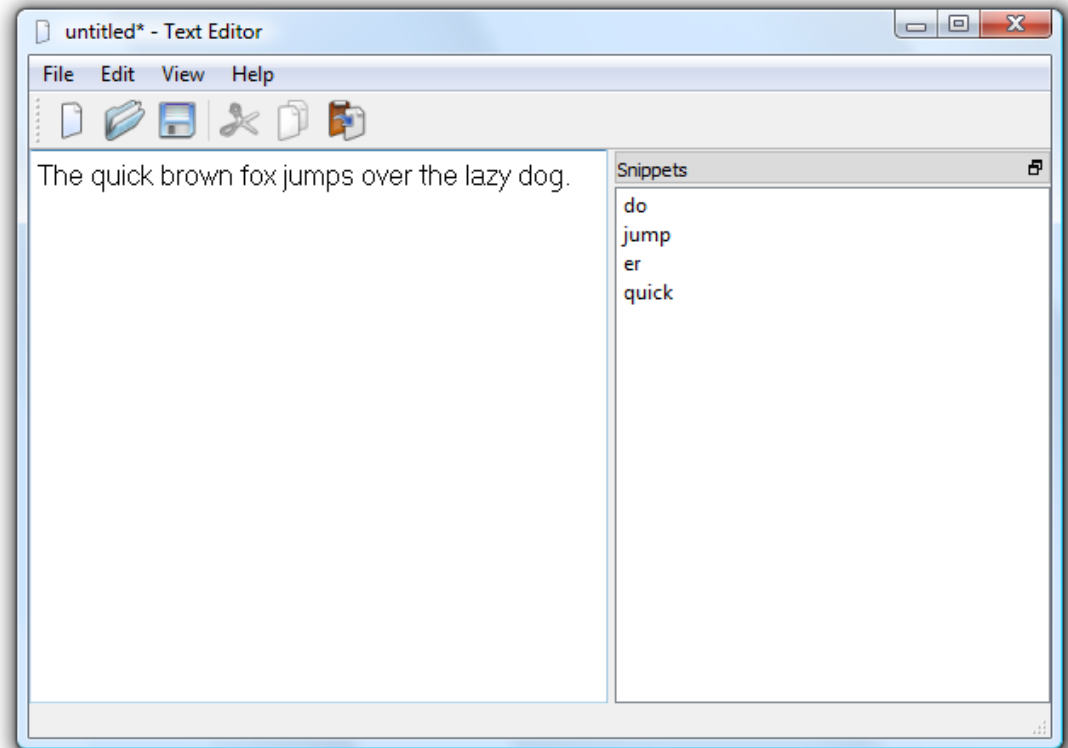 untitled* - Text Editor
File Edit View Help
The quick brown fox jumps over the lazy dog.
Snippets
do
jump
er
quick